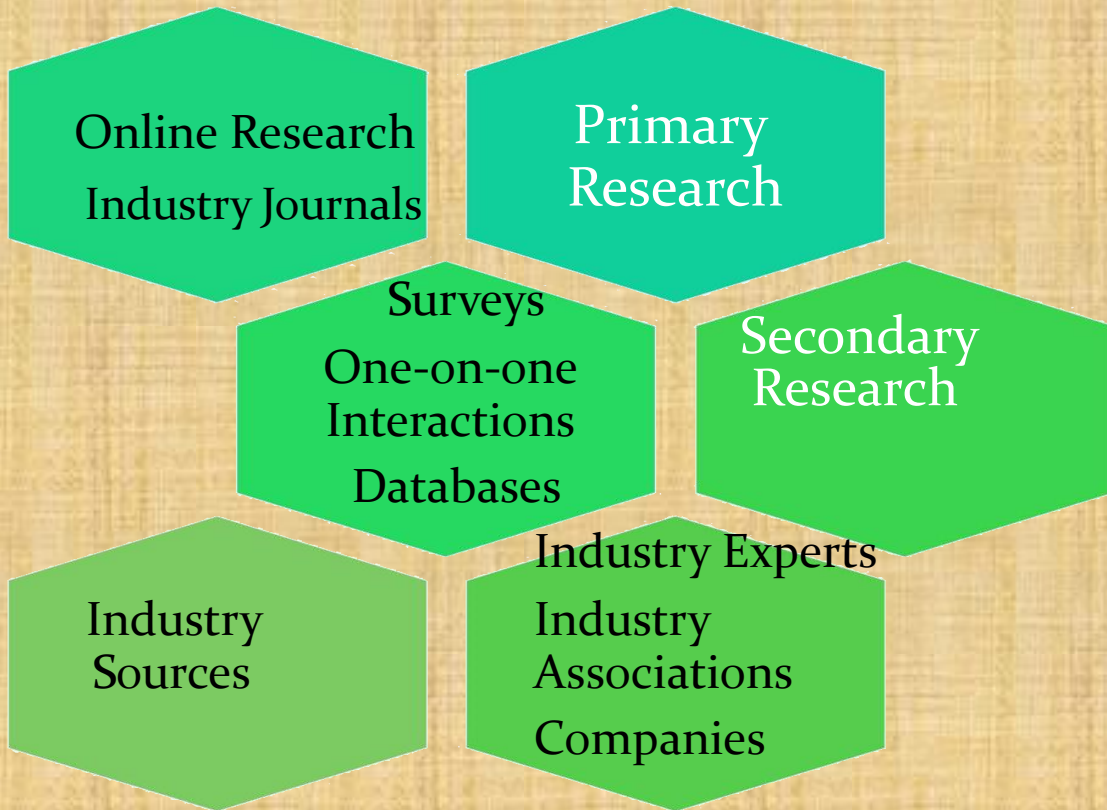 Online Research
Industry Journals
Primary
Research
Surveys
One-on-one
Interactions
Databases
Secondary
Research
Industry
Sources
Industry Experts
Industry
Associations
Companies